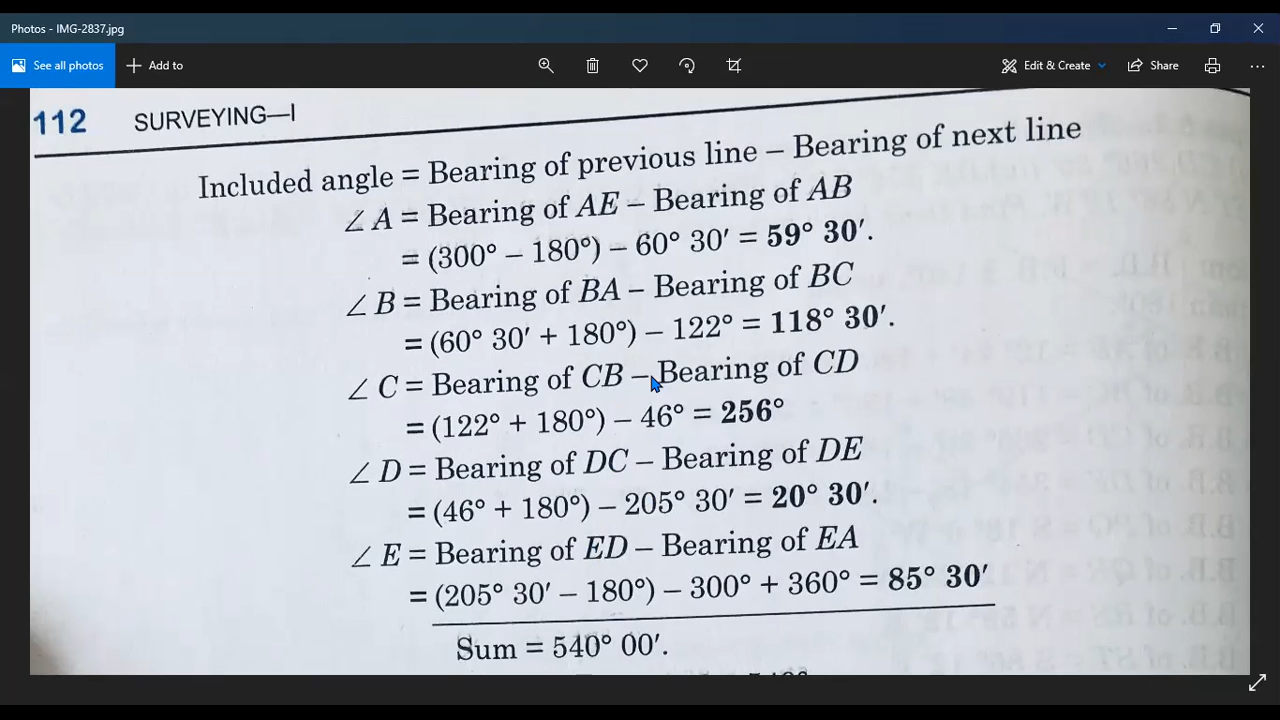 Photos - IMG-2837.jpg
See all photos
Add to
Edit & Create
Share
112 SURVEYING—I
Included angle = Bearing of previous line – Bearing of next line
∠ A = Bearing of AE – Bearing of AB
= (300° – 180°) – 60° 30′ = 59° 30′.
∠ B = Bearing of BA – Bearing of BC
= (60° 30′ + 180°) – 122° = 118° 30′.
∠ C = Bearing of CB – Bearing of CD
= (122° + 180°) – 46° = 256°
∠ D = Bearing of DC – Bearing of DE
= (46° + 180°) – 205° 30′ = 20° 30′.
∠ E = Bearing of ED – Bearing of EA
= (205° 30′ – 180°) – 300° + 360° = 85° 30′
Sum = 540° 00′.